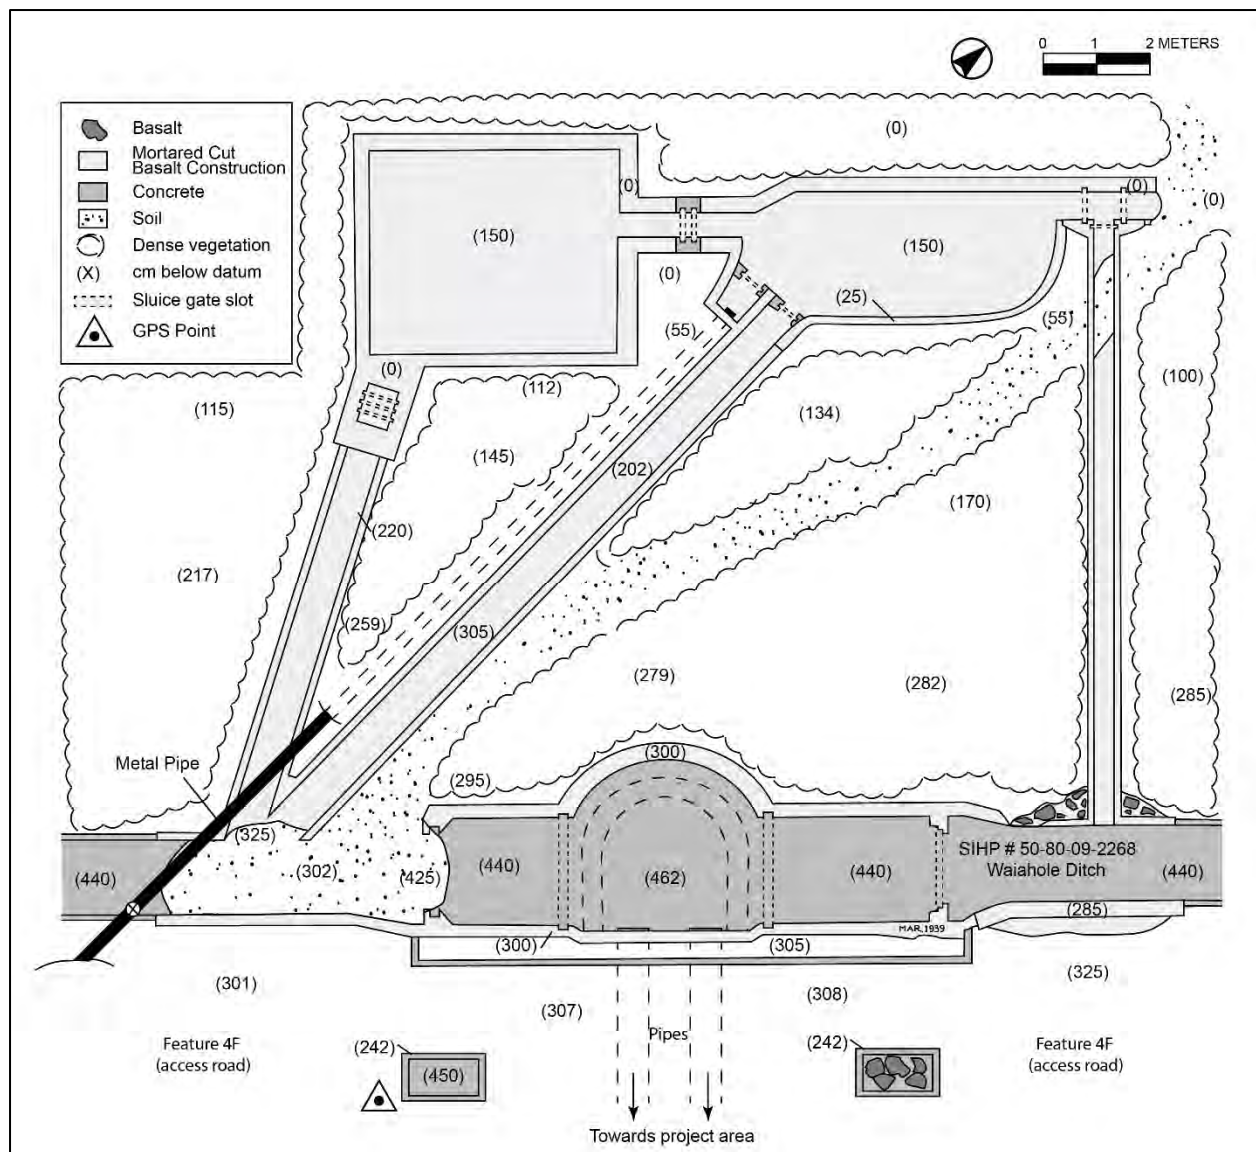 0 1 2 METERS
Basalt
Mortared Cut
Basalt Construction
Concrete
Soil
Dense vegetation
(X) cm below datum
Sluice gate slot
GPS Point
(0)
(0)
(0)
(0)
(150)
(150)
(0)
(25)
(55)
(55)
(0)
(112)
(115)
(100)
(134)
(145)
(202)
(170)
(220)
(217)
(259)
(305)
(279)
(282)
(285)
(300)
Metal Pipe
(295)
(325)
(302)
(440)
(425)
(440)
(462)
(440)
SIHP # 50-80-09-2268
Waiahole Ditch
(440)
(285)
MAR, 1939
(300)
(305)
(301)
(307)
(308)
(325)
Feature 4F
(access road)
(242)
(450)
Pipes
(242)
Feature 4F
(access road)
Towards project area